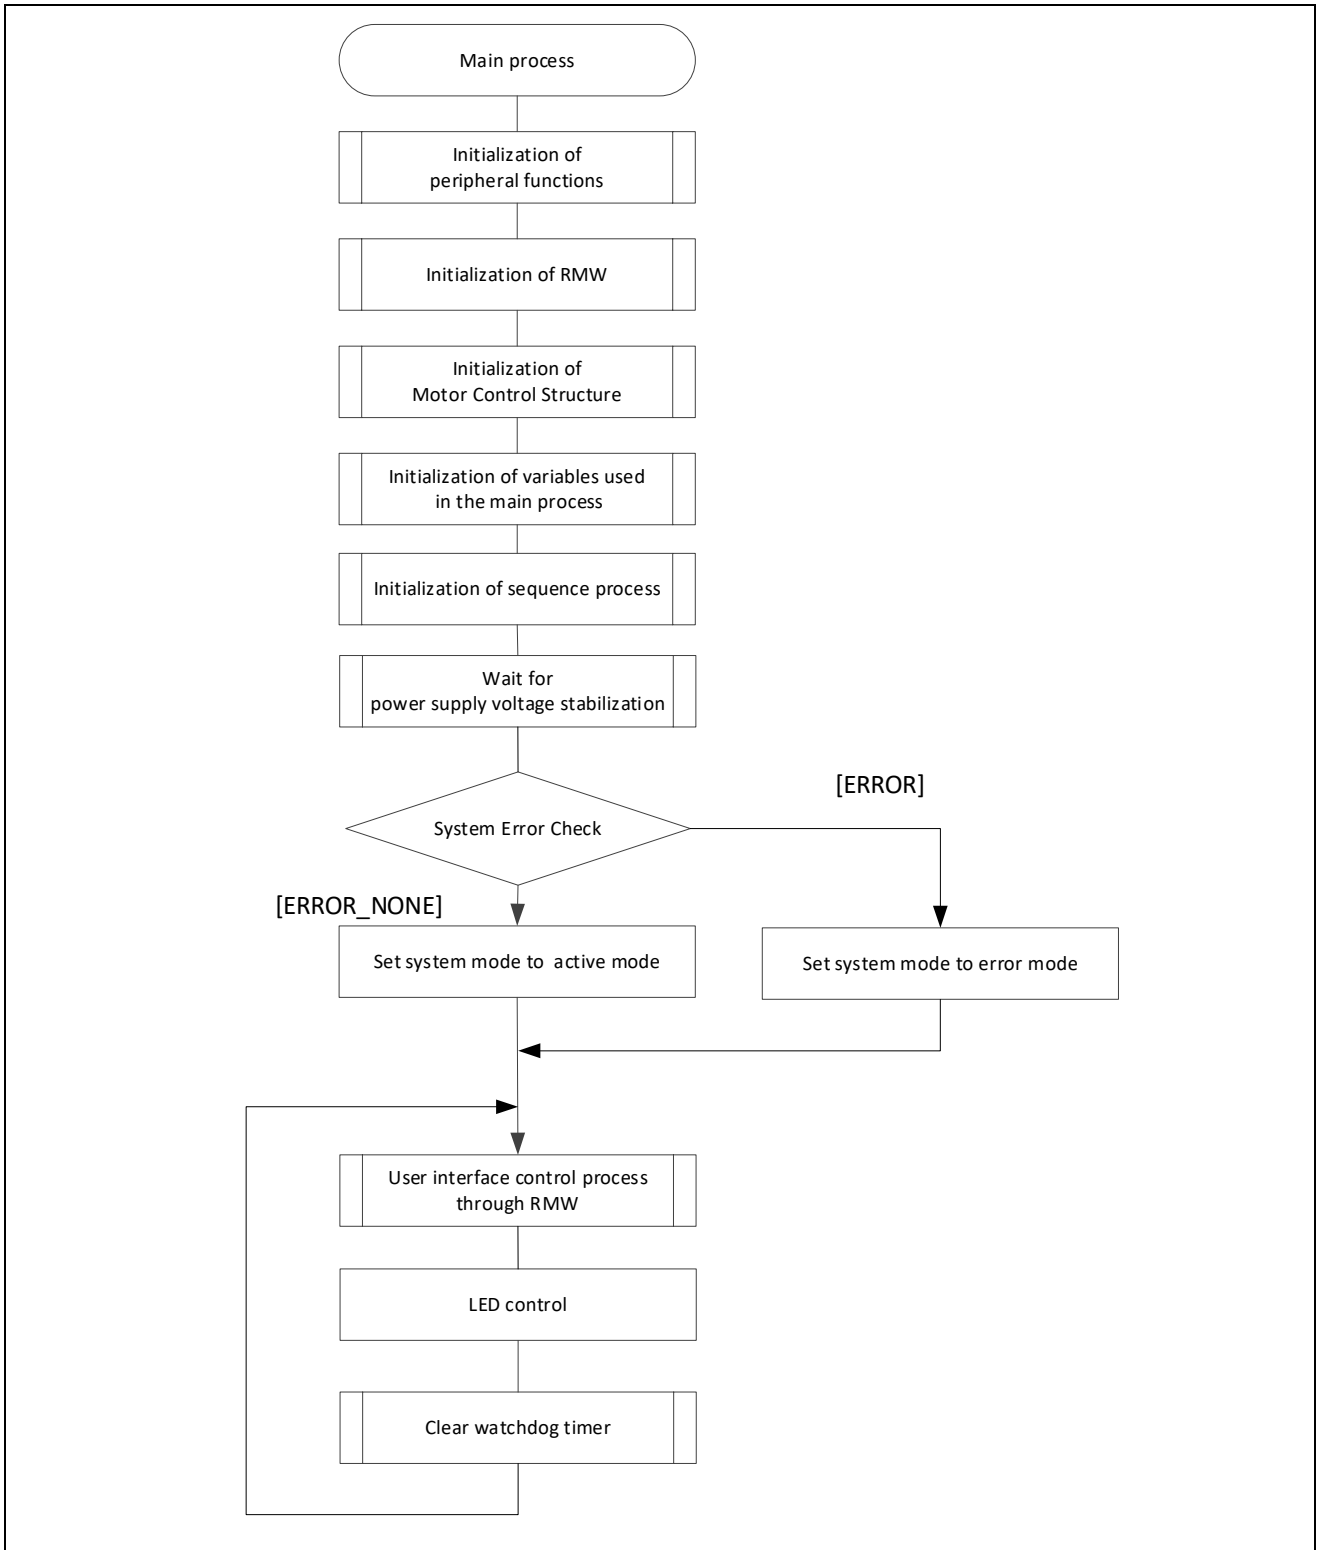 Main process
Initialization of
peripheral functions
Initialization of RMW
Initialization of
Motor Control Structure
Initialization of variables used
in the main process
Initialization of sequence process
Wait for
power supply voltage stabilization
[ERROR]
System Error Check
[ERROR_NONE]
Set system mode to active mode
Set system mode to error mode
User interface control process
through RMW
LED control
Clear watchdog timer